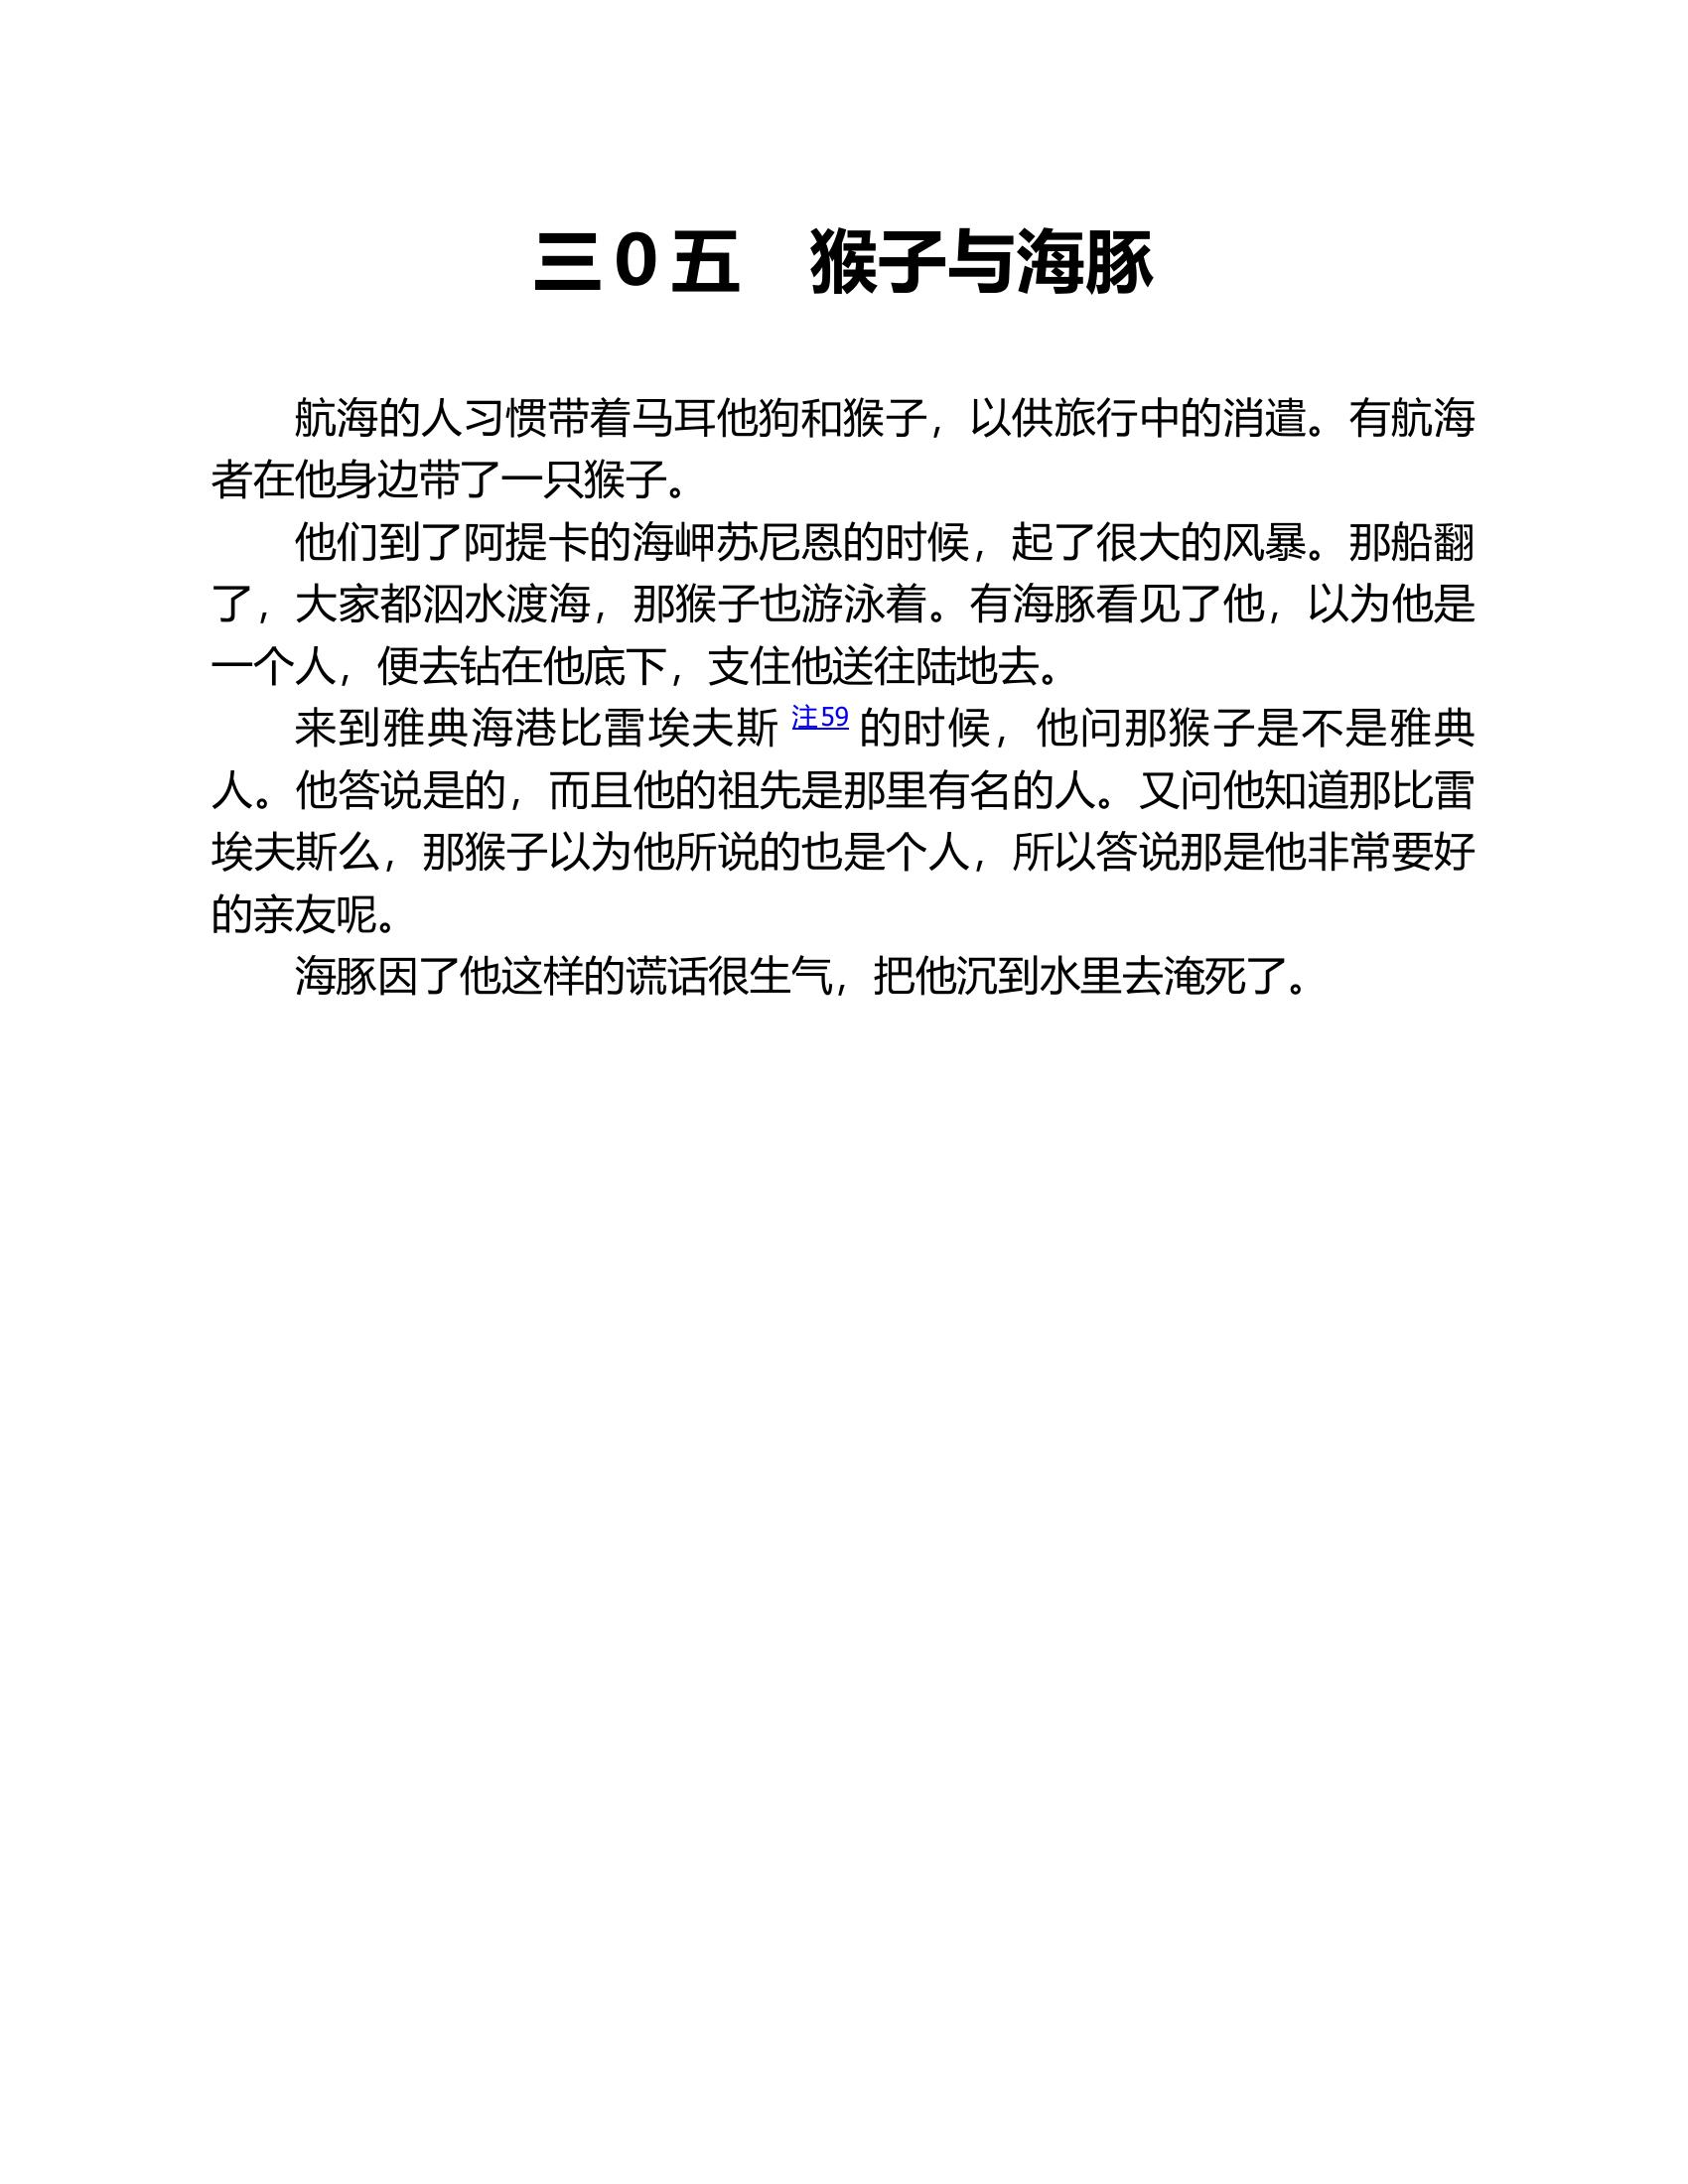 三0五 猴子与海豚
航海的人习惯带着马耳他狗和猴子，以供旅行中的消遣。有航海
者在他身边带了一只猴子。
他们到了阿提卡的海岬苏尼恩的时候，起了很大的风暴。那船翻
了，大家都泅水渡海，那猴子也游泳着。有海豚看见了他，以为他是
一个人，便去钻在他底下，支住他送往陆地去。
来到雅典海港比雷埃夫斯 注59 的时候，他问那猴子是不是雅典
人。他答说是的，而且他的祖先是那里有名的人。又问他知道那比雷
埃夫斯么，那猴子以为他所说的也是个人，所以答说那是他非常要好
的亲友呢。
海豚因了他这样的谎话很生气，把他沉到水里去淹死了。